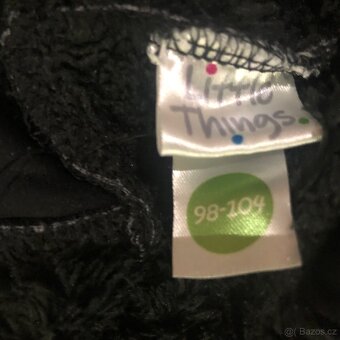 Little
Things.
98-104
© Bazos.cz